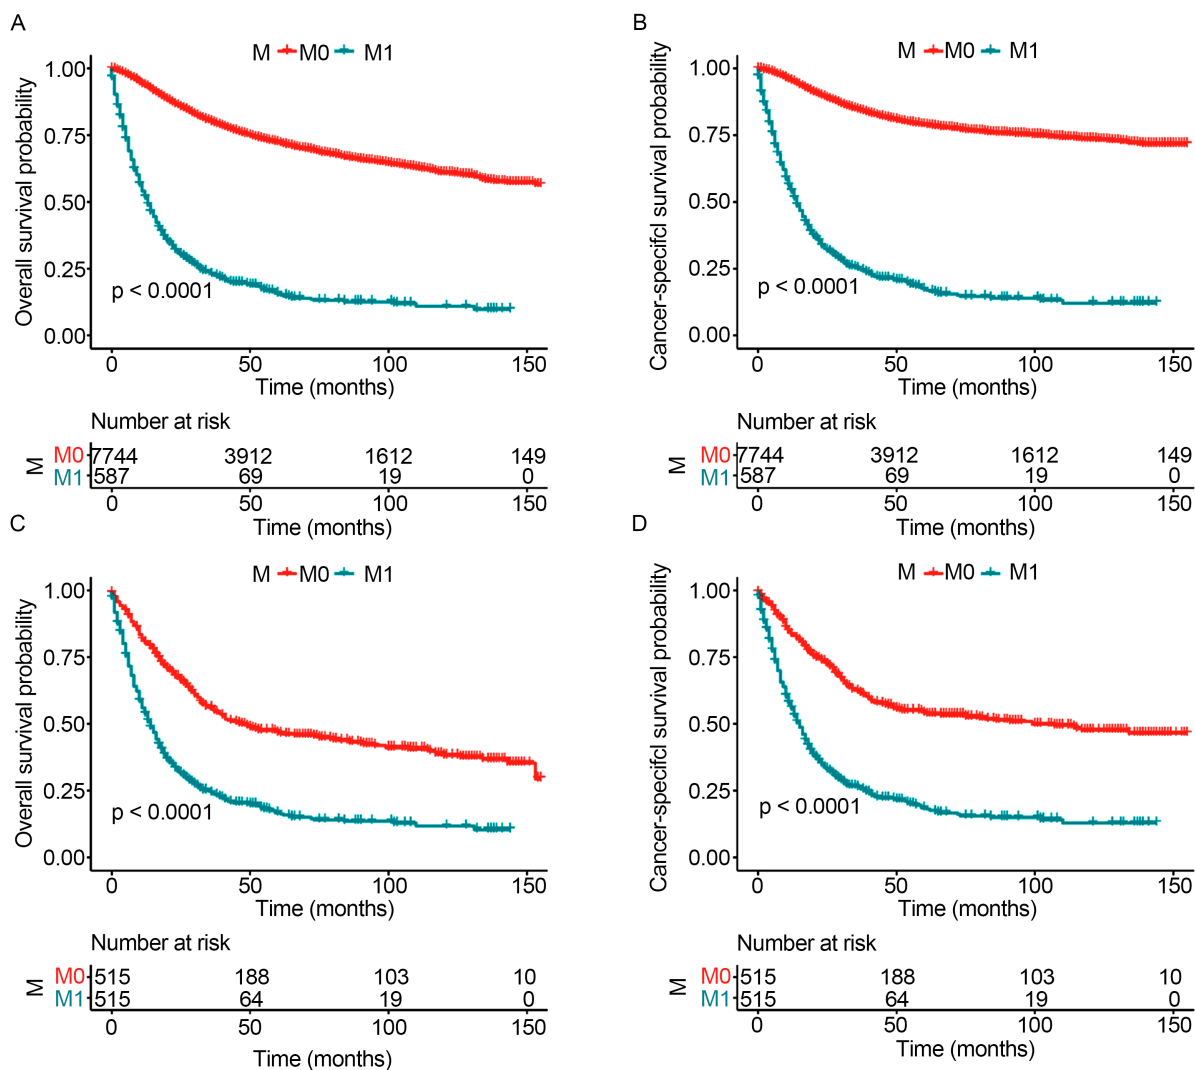 A
M M0 M1
Overall survival probability
1.00
0.75
0.50
0.25
0.00
p < 0.0001
0 50 100 150
Time (months)
Number at risk
M
M0 7744 3912 1612 149
M1 587 69 19 0
0 50 100 150
Time (months)
B
M M0 M1
Cancer-specifcl survival probability
1.00
0.75
0.50
0.25
0.00
p < 0.0001
0 50 100 150
Time (months)
Number at risk
M
M0 7744 3912 1612 149
M1 587 69 19 0
0 50 100 150
Time (months)
C
M M0 M1
Overall survival probability
1.00
0.75
0.50
0.25
0.00
p < 0.0001
0 50 100 150
Time (months)
Number at risk
M
M0 515 188 103 10
M1 515 64 19 0
0 50 100 150
Time (months)
D
M M0 M1
Cancer-specifcl survival probability
1.00
0.75
0.50
0.25
0.00
p < 0.0001
0 50 100 150
Time (months)
Number at risk
M
M0 515 188 103 10
M1 515 64 19 0
0 50 100 150
Time (months)